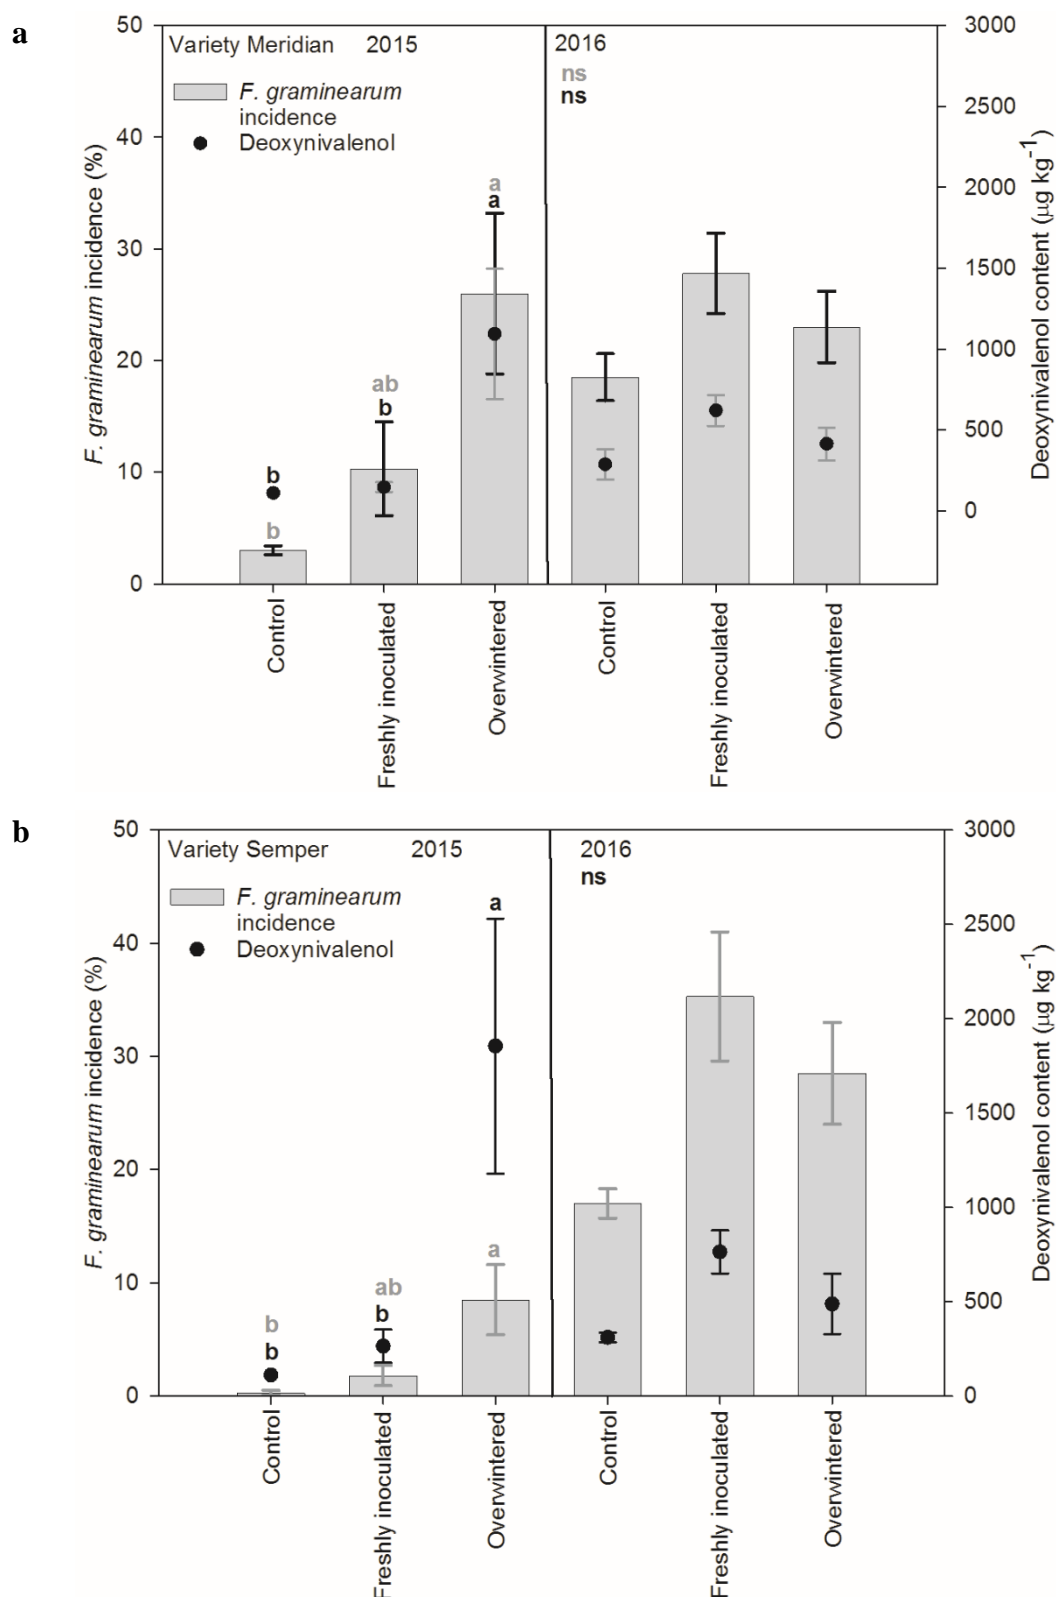 a
Variety Meridian 2015 2016
ns
ns
F. graminearum
incidence
Deoxynivalenol
F. graminearum incidence (%)
50
40
30
20
10
0
Deoxynivalenol content (µg kg-1)
3000
2500
2000
1500
1000
500
0
b
b
ab
b
a
a
Control
Freshly inoculated
Overwintered
Control
Freshly inoculated
Overwintered
b
Variety Semper 2015 2016
ns
F. graminearum
incidence
Deoxynivalenol
F. graminearum incidence (%)
50
40
30
20
10
0
Deoxynivalenol content (µg kg-1)
3000
2500
2000
1500
1000
500
0
b
b
ab
b
a
a
Control
Freshly inoculated
Overwintered
Control
Freshly inoculated
Overwintered